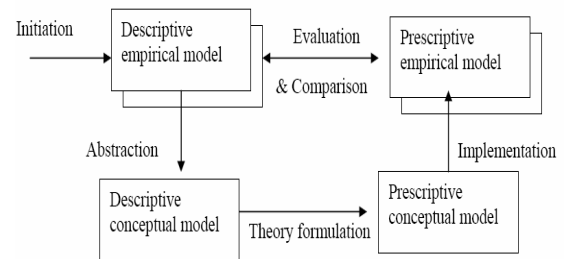 Initiation
Descriptive
empirical model
Evaluation
& Comparison
Prescriptive
empirical model
Abstraction
Implementation
Descriptive
conceptual model
Theory formulation
Prescriptive
conceptual model